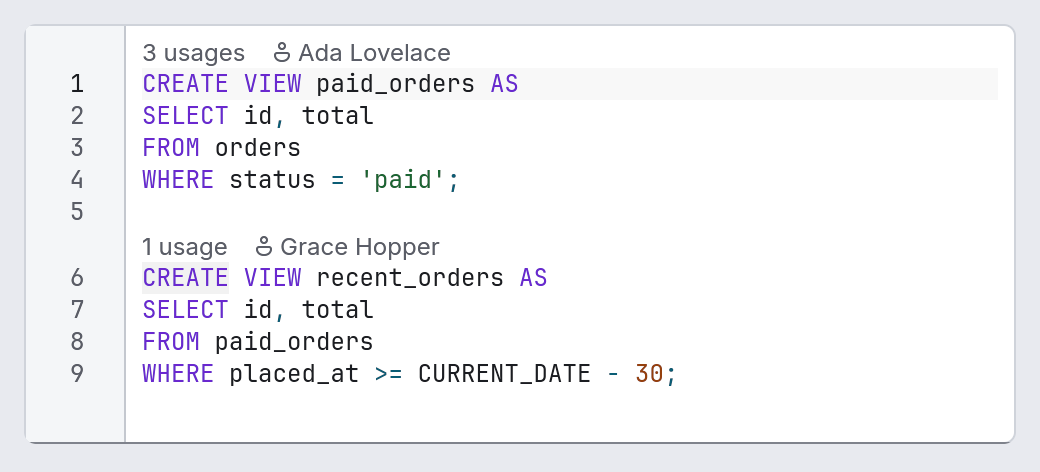 3 usages Ada Lovelace
1 CREATE VIEW paid_orders AS
2 SELECT id, total
3 FROM orders
4 WHERE status = 'paid';
5
1 usage Grace Hopper
6 CREATE VIEW recent_orders AS
7 SELECT id, total
8 FROM paid_orders
9 WHERE placed_at >= CURRENT_DATE - 30;